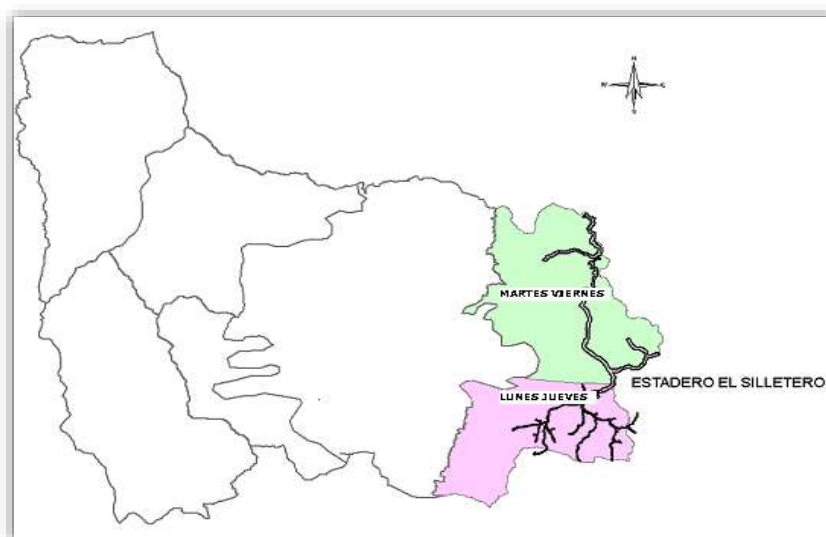 N
W
S
MARTES VIERNES
ESTADERO EL SILLETERO
LUNES JUEVES